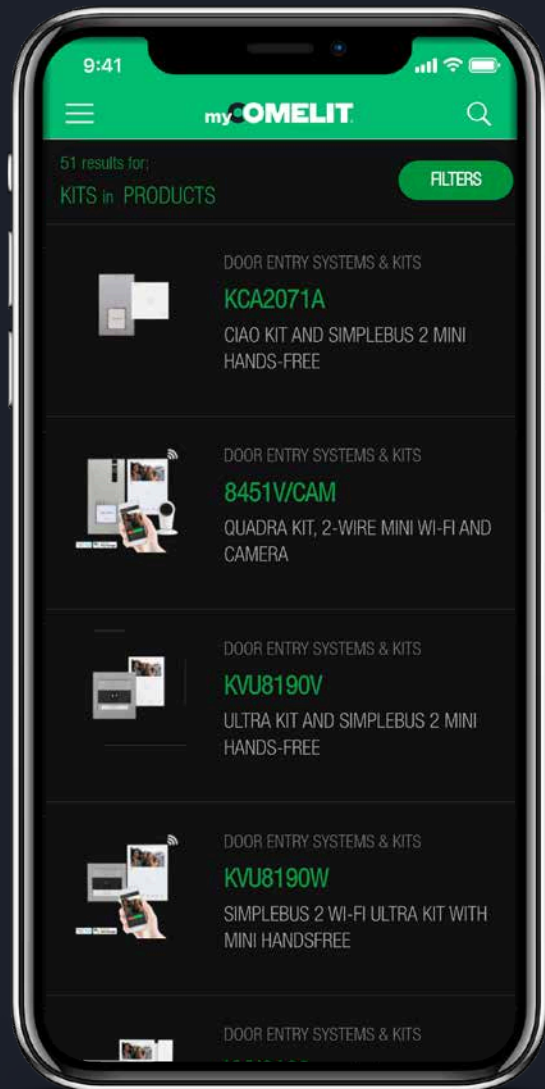 9:41
myCOMELIT
51 results for:
KITS in PRODUCTS
FILTERS
DOOR ENTRY SYSTEMS & KITS
KCA2071A
CIAO KIT AND SIMPLEBUS 2 MINI
HANDS-FREE
DOOR ENTRY SYSTEMS & KITS
8451V/CAM
QUADRA KIT, 2-WIRE MINI WI-FI AND
CAMERA
DOOR ENTRY SYSTEMS & KITS
KVU8190V
ULTRA KIT AND SIMPLEBUS 2 MINI
HANDS-FREE
DOOR ENTRY SYSTEMS & KITS
KVU8190W
SIMPLEBUS 2 WI-FI ULTRA KIT WITH
MINI HANDSFREE
DOOR ENTRY SYSTEMS & KITS